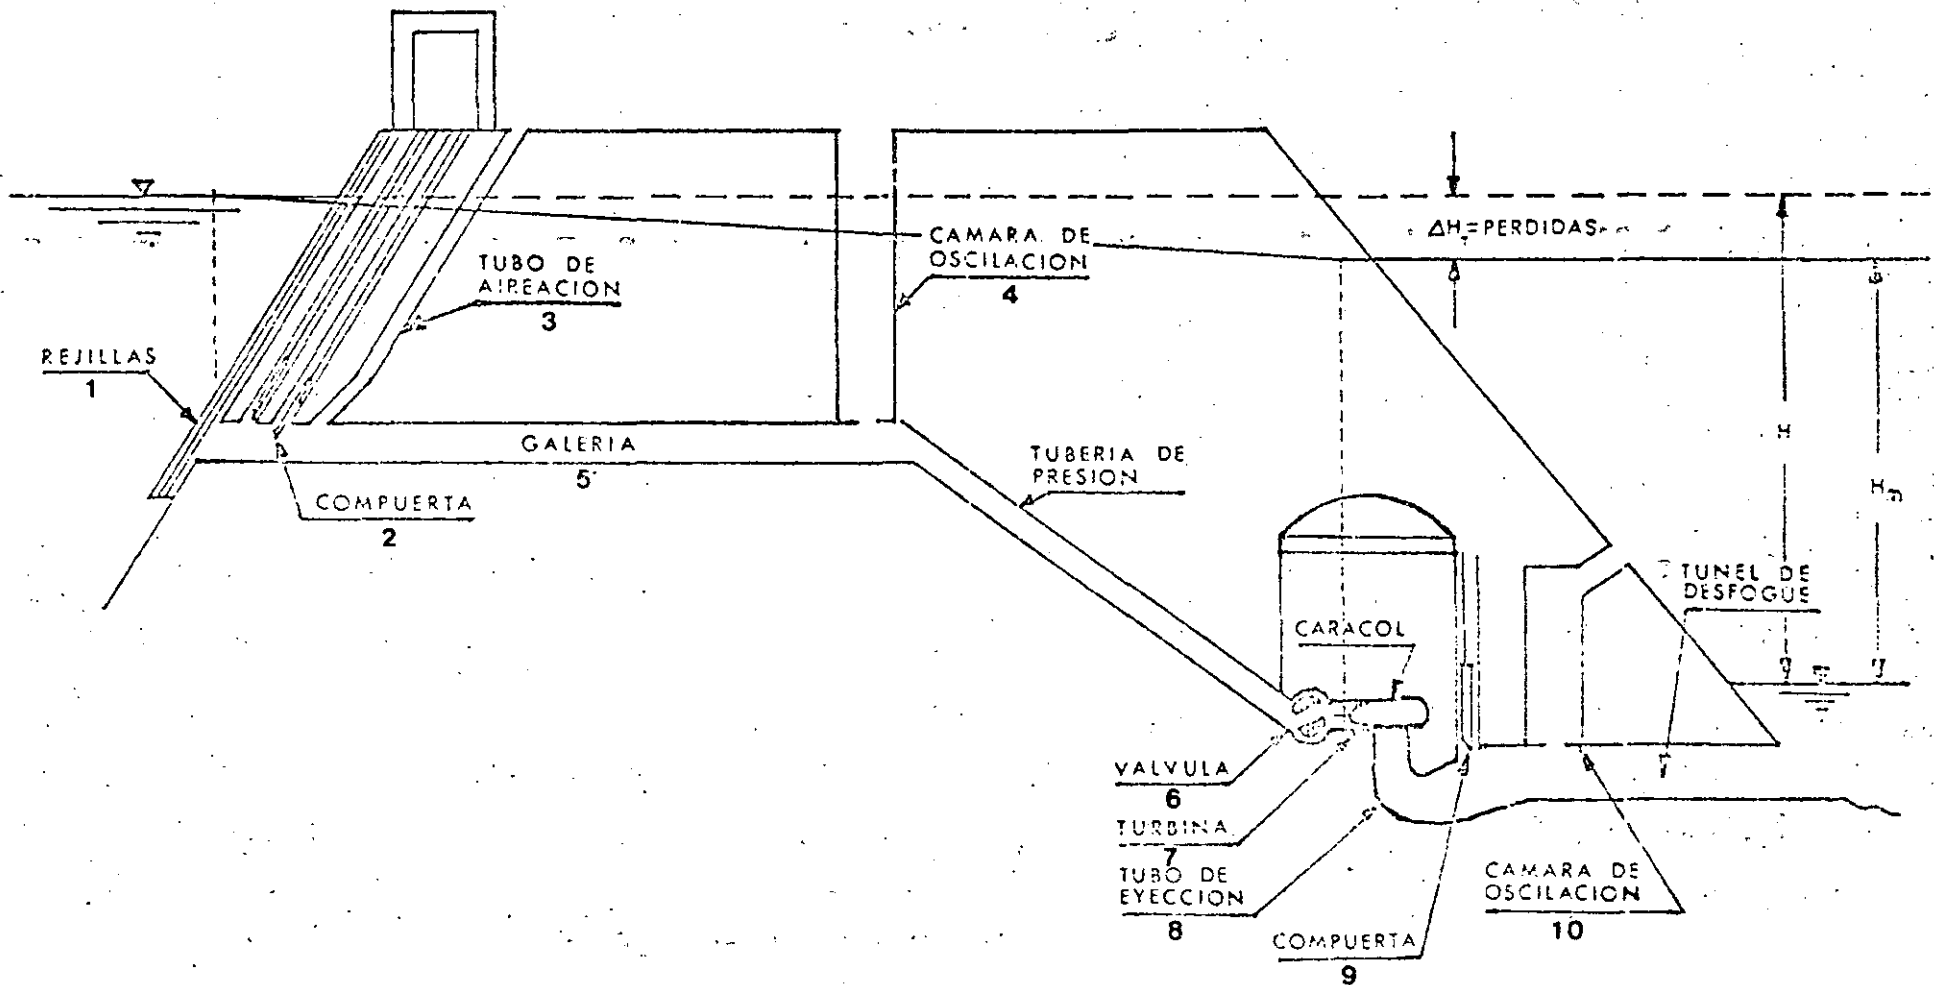 CAMARA DE
OSCILACION
4
ΔH=PERDIDAS
TUBO DE
AIREACION
3
REJILLAS
1
GALERIA
5
TUBERIA DE
PRESION
H
Hm
COMPUERTA
2
TUNEL DE
DESFOGUE
CARACOL
VALVULA
6
TURBINA
7
TUBO DE
EYECCION
8
CAMARA DE
OSCILACION
10
COMPUERTA
9